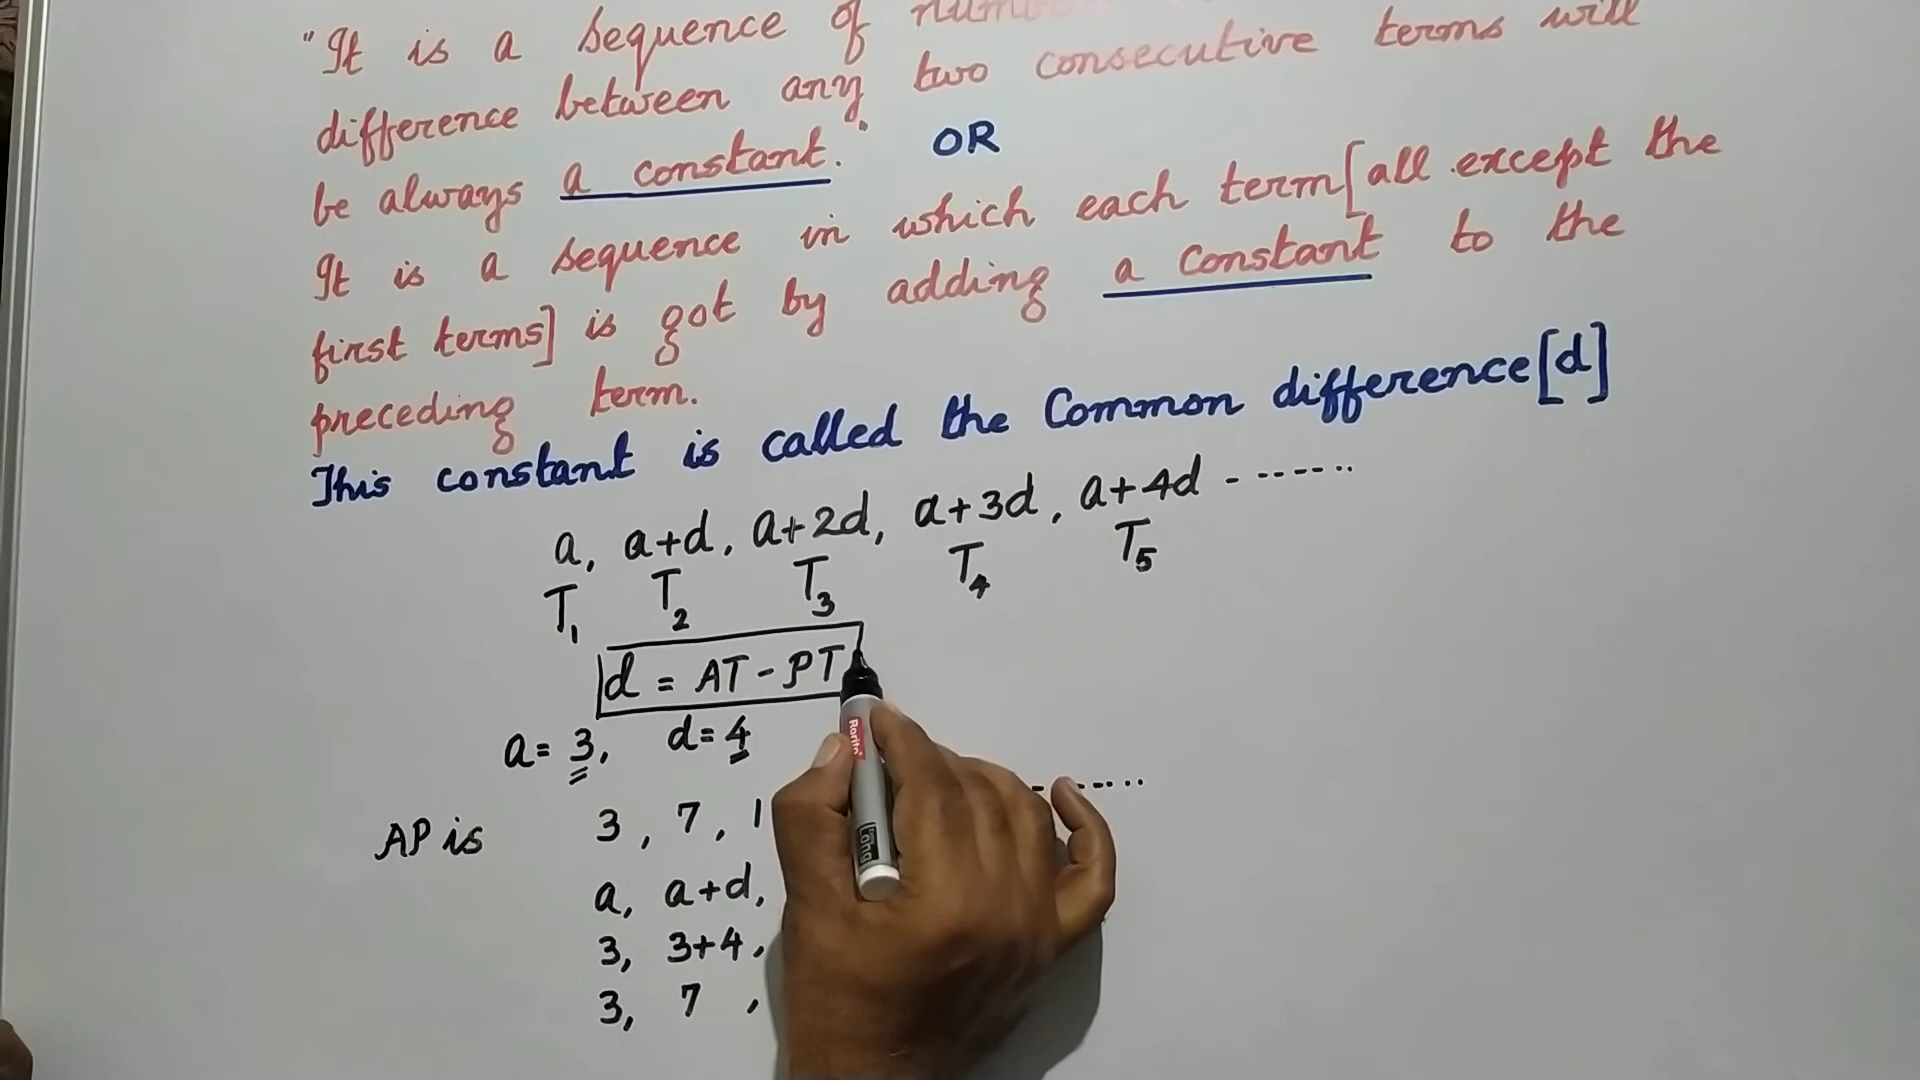 "It is a sequence of
difference between any two consecutive terms will
be always a constant." OR
It is a sequence in which each term[all except the
first terms] is got by adding a constant to the
preceding term.
This constant is called the Common difference[d]
a, a+d, a+2d, a+3d, a+4d -------
T1 T2 T3 T4 T5
d = AT - PT
a = 3, d = 4
AP is 3, 7, 1 ......
a, a+d,
3, 3+4,
3, 7,